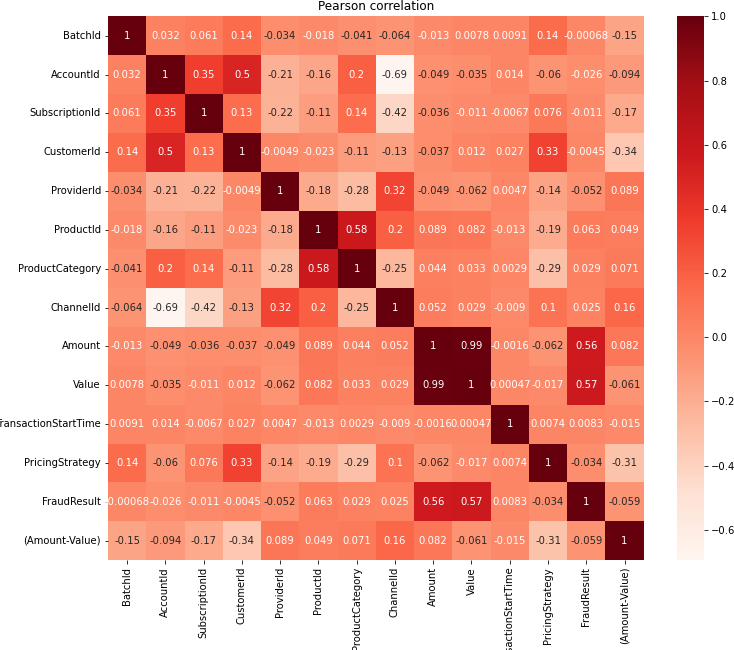 Pearson correlation
BatchId 1 0.032 0.061 0.14 -0.034 -0.018 -0.041 -0.064 -0.013 0.0078 0.0091 0.14 -0.00068 -0.15
AccountId 0.032 1 0.35 0.5 -0.21 -0.16 0.2 -0.69 -0.049 -0.035 0.014 -0.06 -0.026 -0.094
SubscriptionId 0.061 0.35 1 0.13 -0.22 -0.11 0.14 -0.42 -0.036 -0.011 -0.0067 0.076 -0.011 -0.17
CustomerId 0.14 0.5 0.13 1 -0.0049 -0.023 -0.11 -0.13 -0.037 0.012 0.027 0.33 -0.0045 -0.34
ProviderId -0.034 -0.21 -0.22 -0.0049 1 -0.18 -0.28 0.32 -0.049 -0.062 0.0047 -0.14 -0.052 0.089
ProductId -0.018 -0.16 -0.11 -0.023 -0.18 1 0.58 0.2 0.089 0.082 -0.013 -0.19 0.063 0.049
ProductCategory -0.041 0.2 0.14 -0.11 -0.28 0.58 1 -0.25 0.044 0.033 0.0029 -0.29 0.029 0.071
ChannelId -0.064 -0.69 -0.42 -0.13 0.32 0.2 -0.25 1 0.052 0.029 -0.009 0.1 0.025 0.16
Amount -0.013 -0.049 -0.036 -0.037 -0.049 0.089 0.044 0.052 1 0.99 -0.0016 -0.062 0.56 0.082
Value 0.0078 -0.035 -0.011 0.012 -0.062 0.082 0.033 0.029 0.99 1 0.00047 -0.017 0.57 -0.061
ransactionStartTime 0.0091 0.014 -0.0067 0.027 0.0047 -0.013 0.0029 -0.009 -0.0016 0.00047 1 0.0074 0.0083 -0.015
PricingStrategy 0.14 -0.06 0.076 0.33 -0.14 -0.19 -0.29 0.1 -0.062 -0.017 0.0074 1 -0.034 -0.31
FraudResult -0.00068 -0.026 -0.011 -0.0045 -0.052 0.063 0.029 0.025 0.56 0.57 0.0083 -0.034 1 -0.059
(Amount-Value) -0.15 -0.094 -0.17 -0.34 0.089 0.049 0.071 0.16 0.082 -0.061 -0.015 -0.31 -0.059 1
BatchId
AccountId
SubscriptionId
CustomerId
ProviderId
ProductId
ProductCategory
ChannelId
Amount
Value
sactionStartTime
PricingStrategy
FraudResult
(Amount-Value)
1.0
0.8
0.6
0.4
0.2
0.0
−0.2
−0.4
−0.6